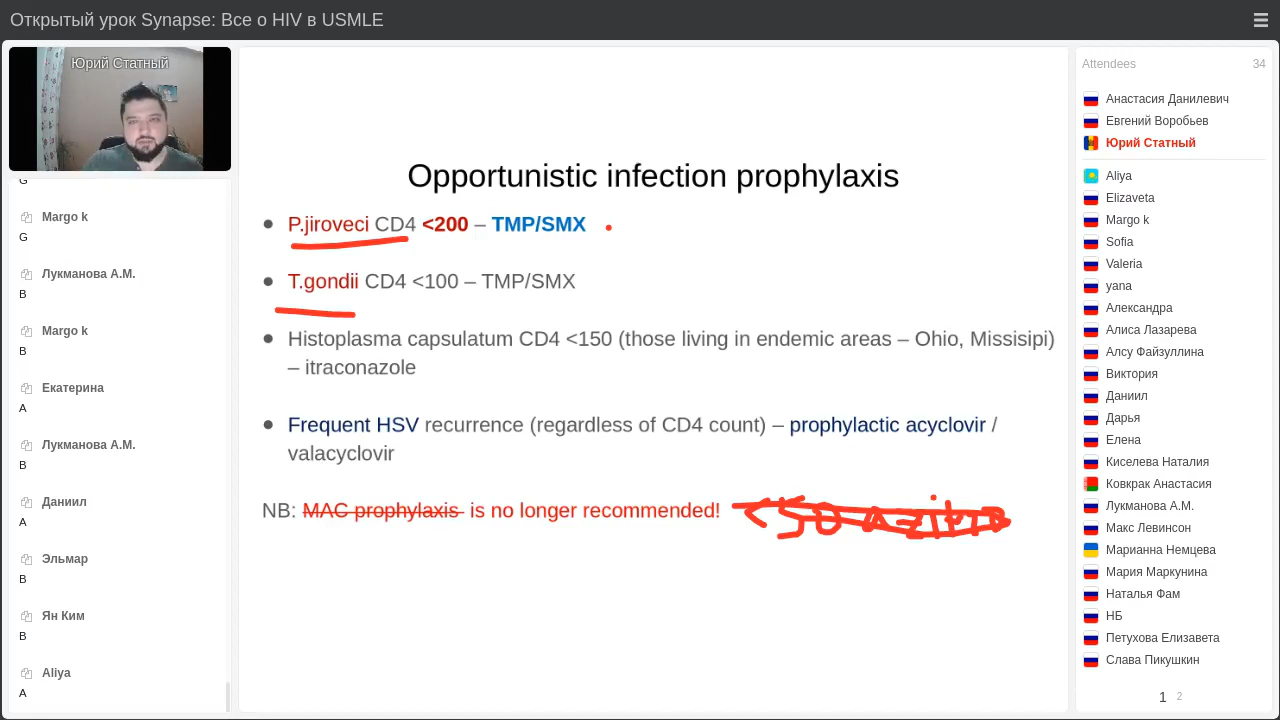 Открытый урок Synapse: Все о HIV в USMLE
Юрий Статный
G
Margo k
G
Лукманова А.М.
B
Margo k
B
Екатерина
A
Лукманова А.М.
B
Даниил
A
Эльмар
B
Ян Ким
B
Aliya
A
Opportunistic infection prophylaxis
P.jiroveci CD4 <200 – TMP/SMX
T.gondii CD4 <100 – TMP/SMX
Histoplasma capsulatum CD4 <150 (those living in endemic areas – Ohio, Missisipi)
– itraconazole
Frequent HSV recurrence (regardless of CD4 count) – prophylactic acyclovir /
valacyclovir
NB: MAC prophylaxis is no longer recommended! <50
Attendees 34
Анастасия Данилевич
Евгений Воробьев
Юрий Статный
Aliya
Elizaveta
Margo k
Sofia
Valeria
yana
Александра
Алиса Лазарева
Алсу Файзуллина
Виктория
Даниил
Дарья
Елена
Киселева Наталия
Ковкрак Анастасия
Лукманова А.М.
Макс Левинсон
Марианна Немцева
Мария Маркунина
Наталья Фам
НБ
Петухова Елизавета
Слава Пикушкин
1 2